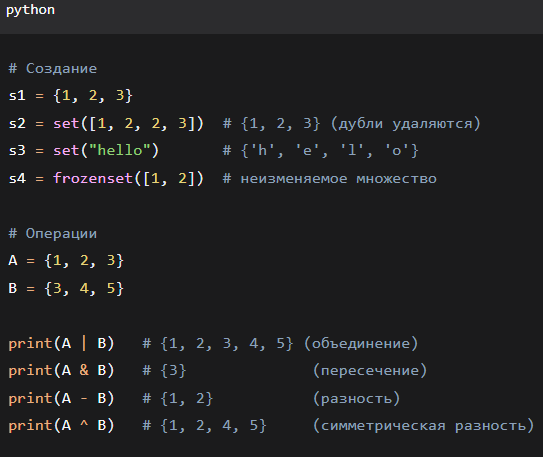 python
# Создание
s1 = {1, 2, 3}
s2 = set([1, 2, 2, 3])  # {1, 2, 3} (дубли удаляются)
s3 = set("hello")       # {'h', 'e', 'l', 'o'}
s4 = frozenset([1, 2])  # неизменяемое множество
# Операции
A = {1, 2, 3}
B = {3, 4, 5}
print(A | B)   # {1, 2, 3, 4, 5} (объединение)
print(A & B)   # {3}              (пересечение)
print(A - B)   # {1, 2}           (разность)
print(A ^ B)   # {1, 2, 4, 5}     (симметрическая разность)